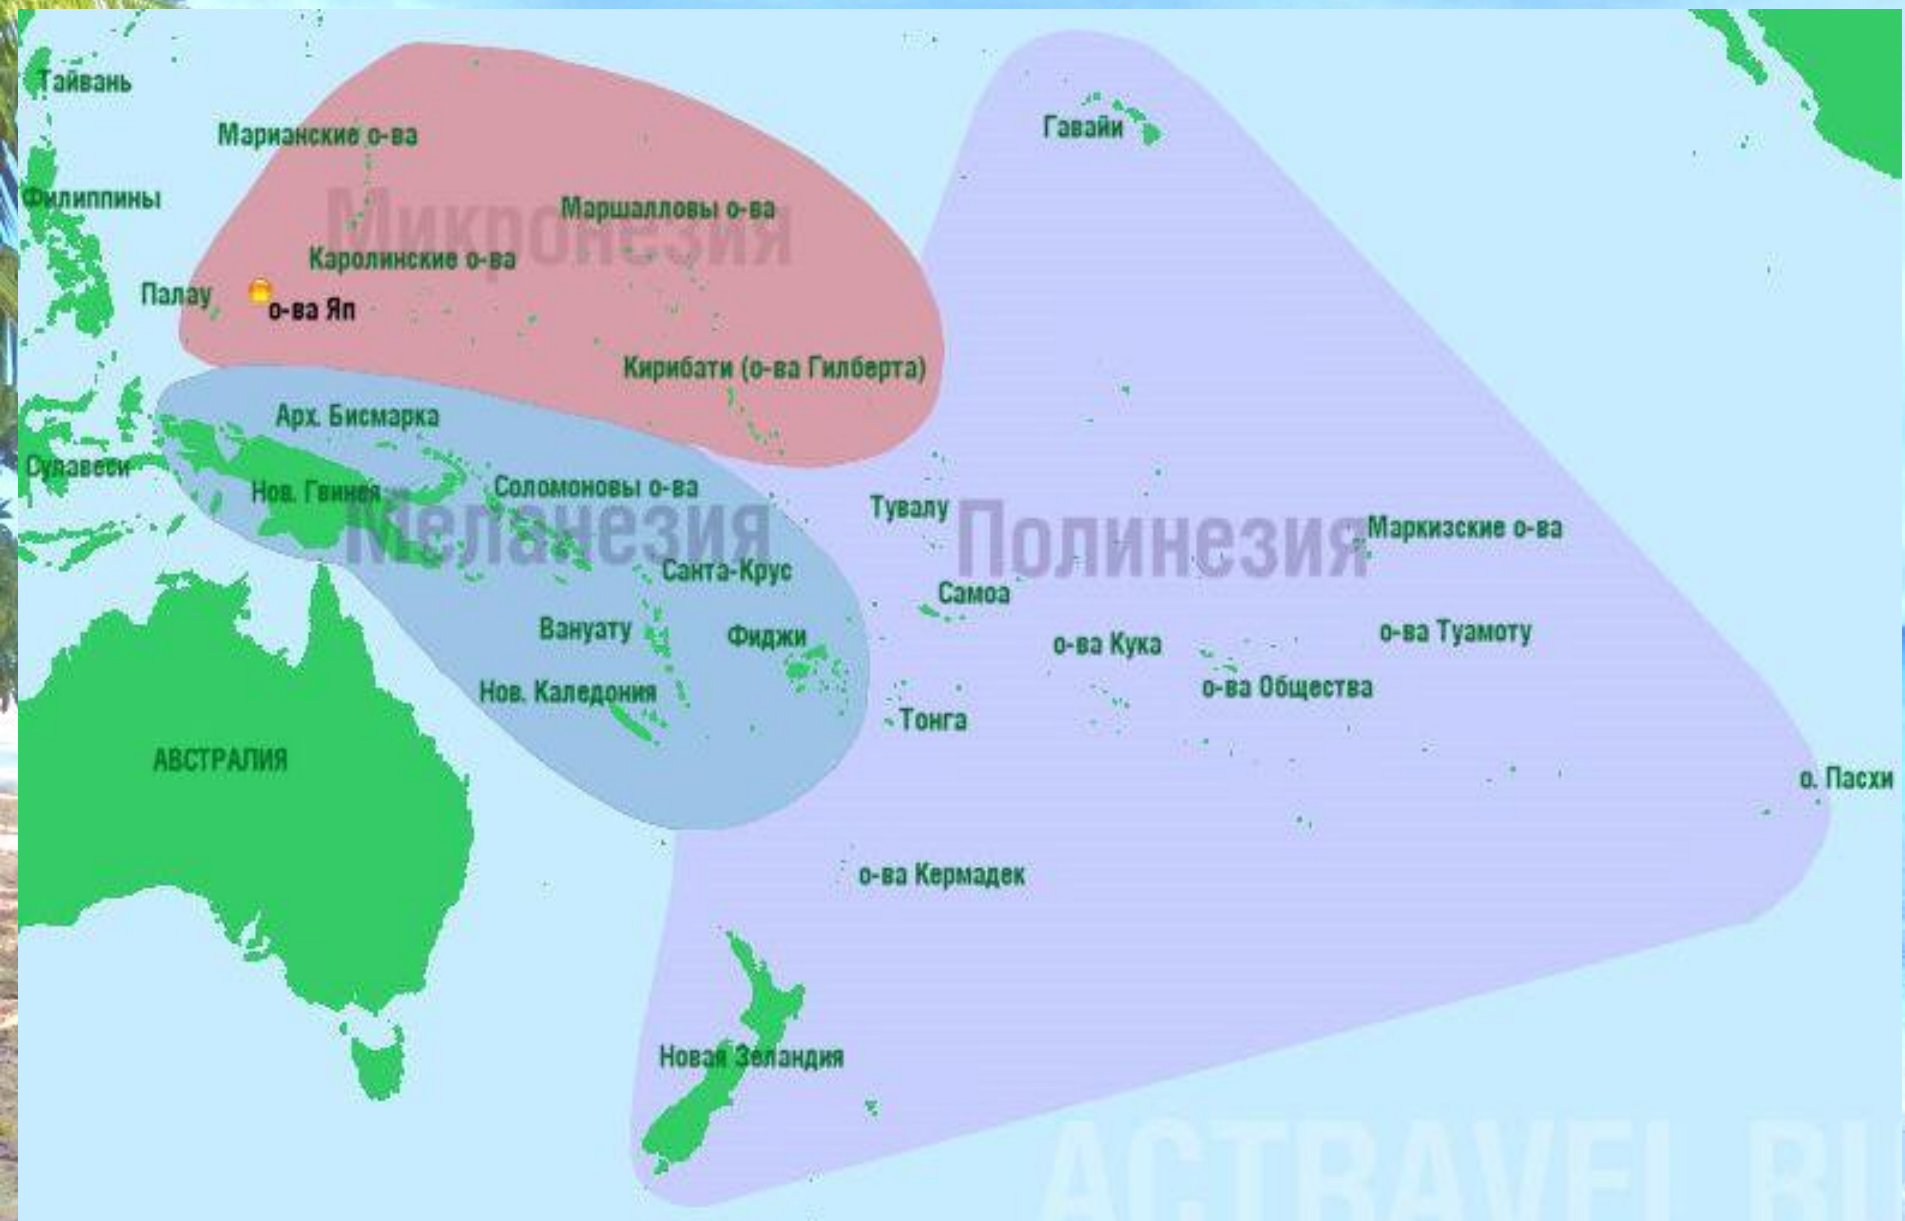 Тайвань
Марианские о-ва
Гавайи
Филиппины
Микронезия
Маршалловы о-ва
Каролинские о-ва
Палау
о-ва Яп
Кирибати (о-ва Гилберта)
Арх. Бисмарка
Сулавеси
Нов. Гвинея
Соломоновы о-ва
Меланезия
Тувалу
Полинезия
Маркизские о-ва
Санта-Крус
Самоа
Вануату
Фиджи
о-ва Кука
о-ва Туамоту
Нов. Каледония
о-ва Общества
Тонга
АВСТРАЛИЯ
о. Пасхи
о-ва Кермадек
Новая Зеландия
ACTRAVEL.RU